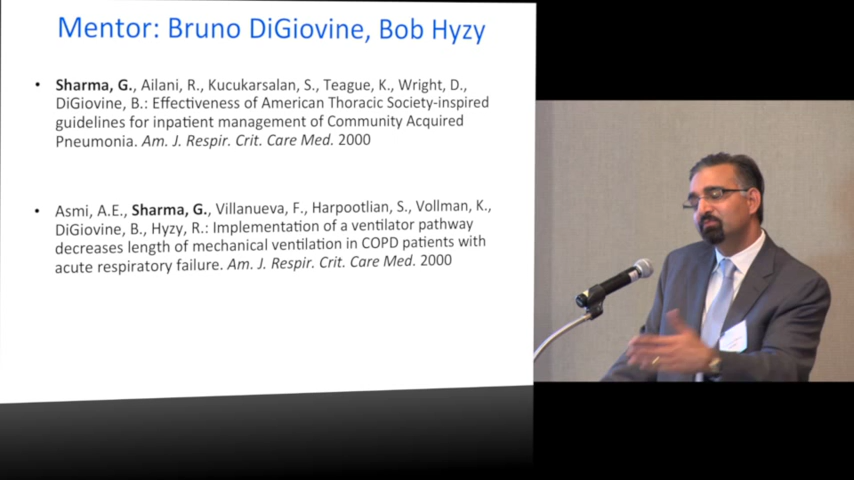 Mentor: Bruno DiGiovine, Bob Hyzy
• Sharma, G., Ailani, R., Kucukarsalan, S., Teague, K., Wright, D.,
DiGiovine, B.: Effectiveness of American Thoracic Society-inspired
guidelines for inpatient management of Community Acquired
Pneumonia. Am. J. Respir. Crit. Care Med. 2000
• Asmi, A.E., Sharma, G., Villanueva, F., Harpootlian, S., Vollman, K.,
DiGiovine, B., Hyzy, R.: Implementation of a ventilator pathway
decreases length of mechanical ventilation in COPD patients with
acute respiratory failure. Am. J. Respir. Crit. Care Med. 2000